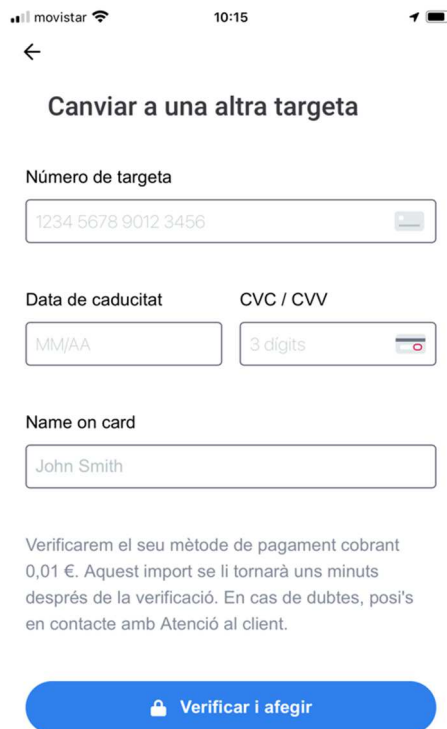 movistar 10:15
Canviar a una altra targeta
Número de targeta
1234 5678 9012 3456
Data de caducitat CVC / CVV
MM/AA 3 dígits
Name on card
John Smith
Verificarem el seu mètode de pagament cobrant
0,01 €. Aquest import se li tornarà uns minuts
després de la verificació. En cas de dubtes, posi's
en contacte amb Atenció al client.
Verificar i afegir